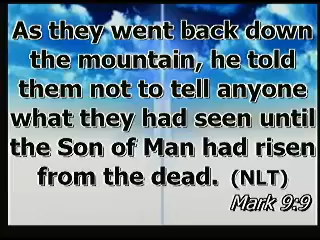 As they went back down
the mountain, he told
them not to tell anyone
what they had seen until
the Son of Man had risen
from the dead. (NLT)
Mark 9:9